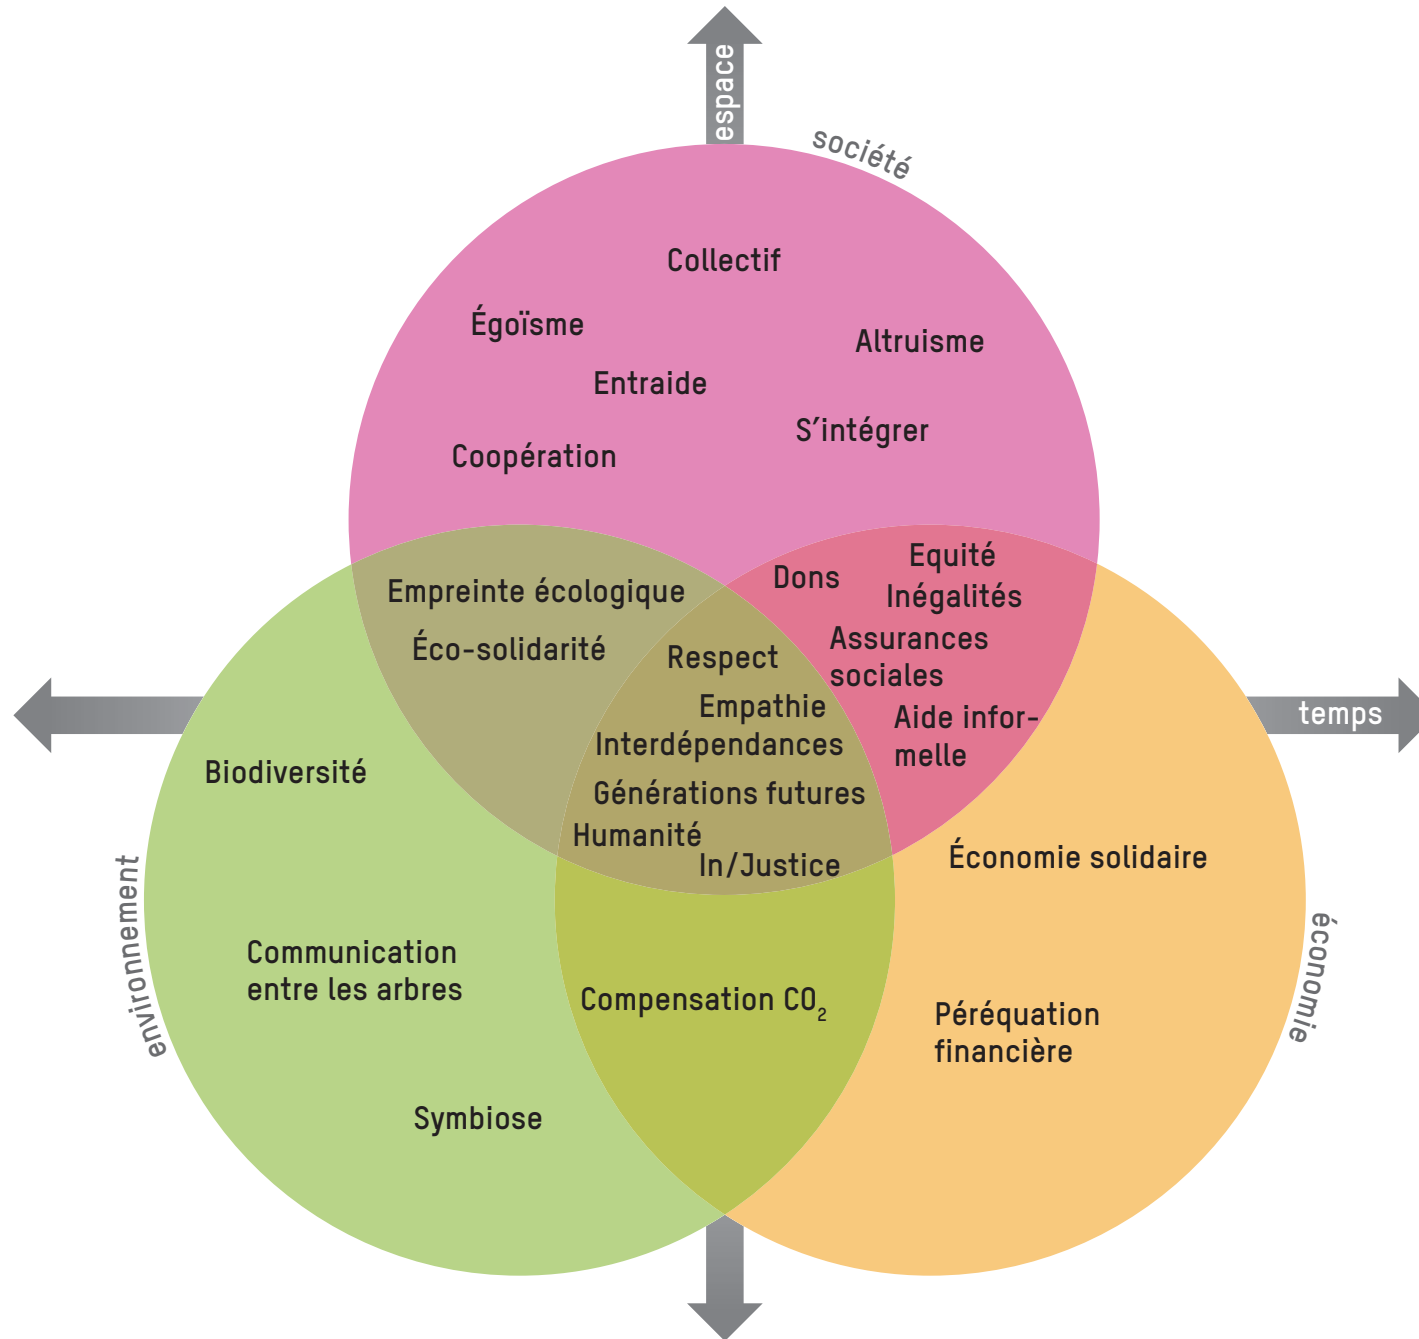 espace
société
Collectif
Égoïsme
Altruisme
Entraide
S'intégrer
Coopération
Equité
Dons
Inégalités
Empreinte écologique
Assurances
sociales
Éco-solidarité
Respect
Empathie
Aide infor-
melle
temps
Interdépendances
Biodiversité
Générations futures
Humanité
In/Justice
Économie solidaire
environnement
économie
Communication
entre les arbres
Compensation CO₂
Péréquation
financière
Symbiose